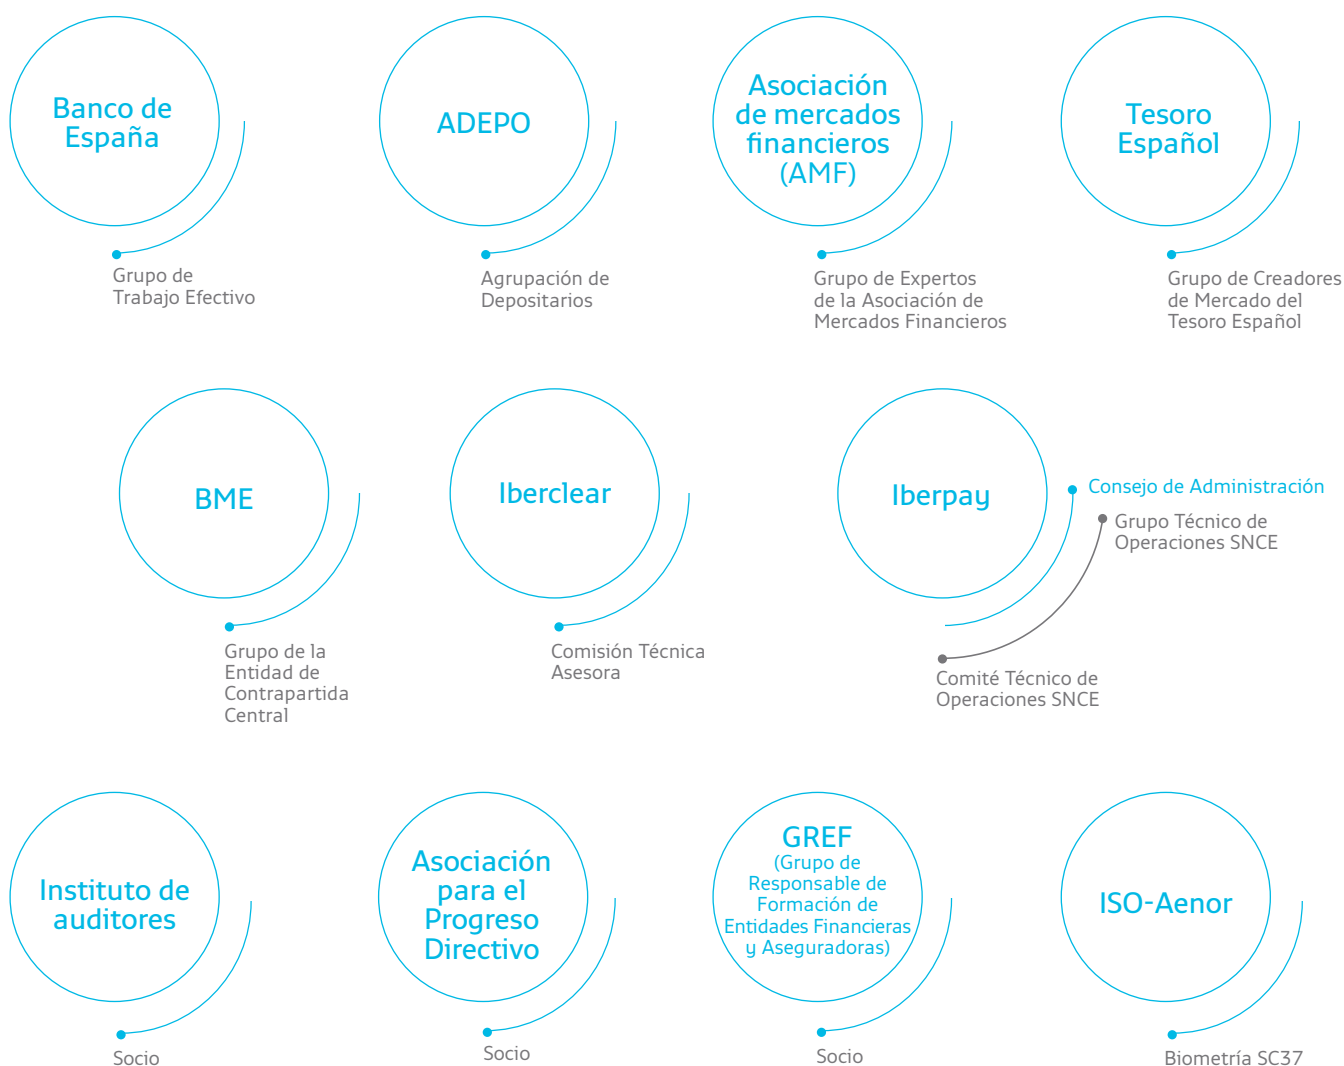 Banco de
España
Grupo de
Trabajo Efectivo
ADEPO
Agrupación de
Depositarios
Asociación
de mercados
financieros
(AMF)
Grupo de Expertos
de la Asociación de
Mercados Financieros
Tesoro
Español
Grupo de Creadores
de Mercado del
Tesoro Español
BME
Grupo de la
Entidad de
Contrapartida
Central
Iberclear
Comisión Técnica
Asesora
Iberpay
Consejo de Administración
Grupo Técnico de
Operaciones SNCE
Comité Técnico de
Operaciones SNCE
Instituto de
auditores
Socio
Asociación
para el
Progreso
Directivo
Socio
GREF
(Grupo de
Responsable de
Formación de
Entidades Financieras
y Aseguradoras)
Socio
ISO-Aenor
Biometría SC37